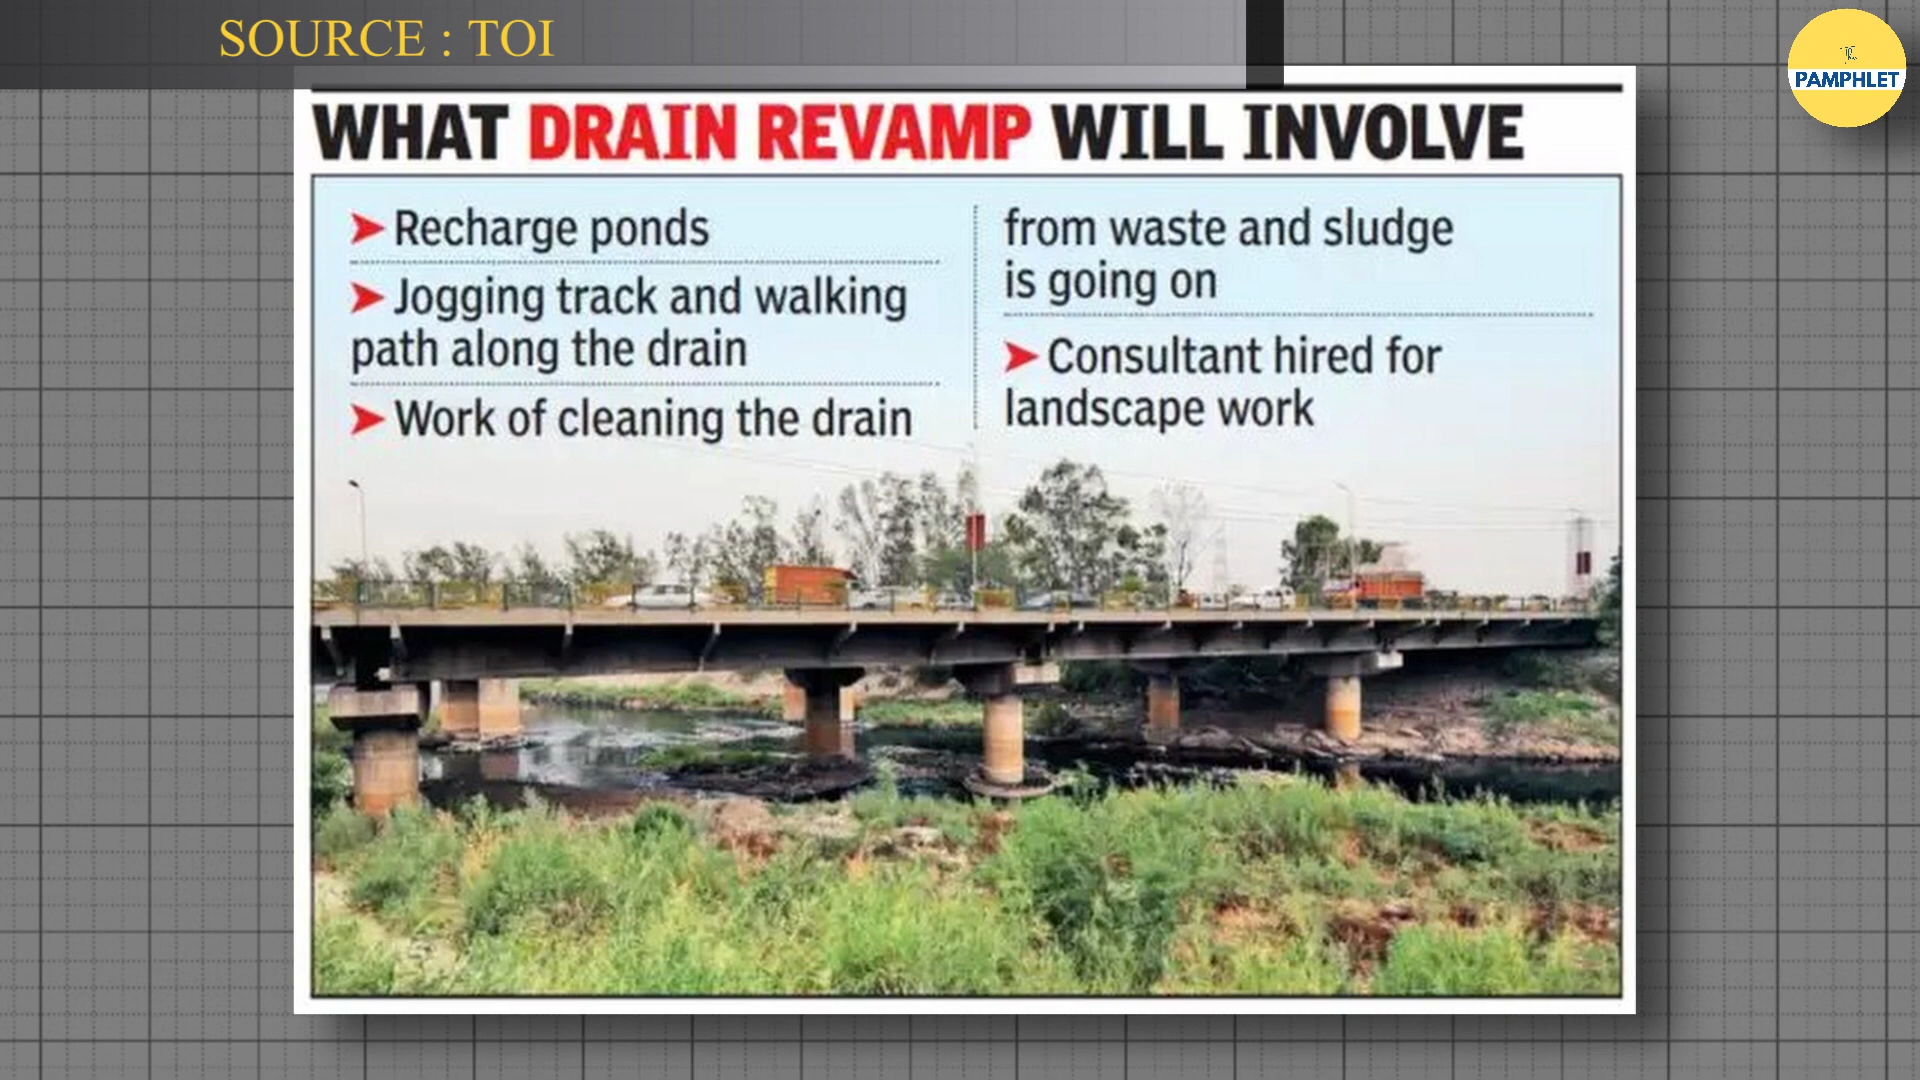 SOURCE : TOI
PAMPHLET
WHAT DRAIN REVAMP WILL INVOLVE
➤ Recharge ponds
➤ Jogging track and walking
path along the drain
➤ Work of cleaning the drain
from waste and sludge
is going on
➤ Consultant hired for
landscape work